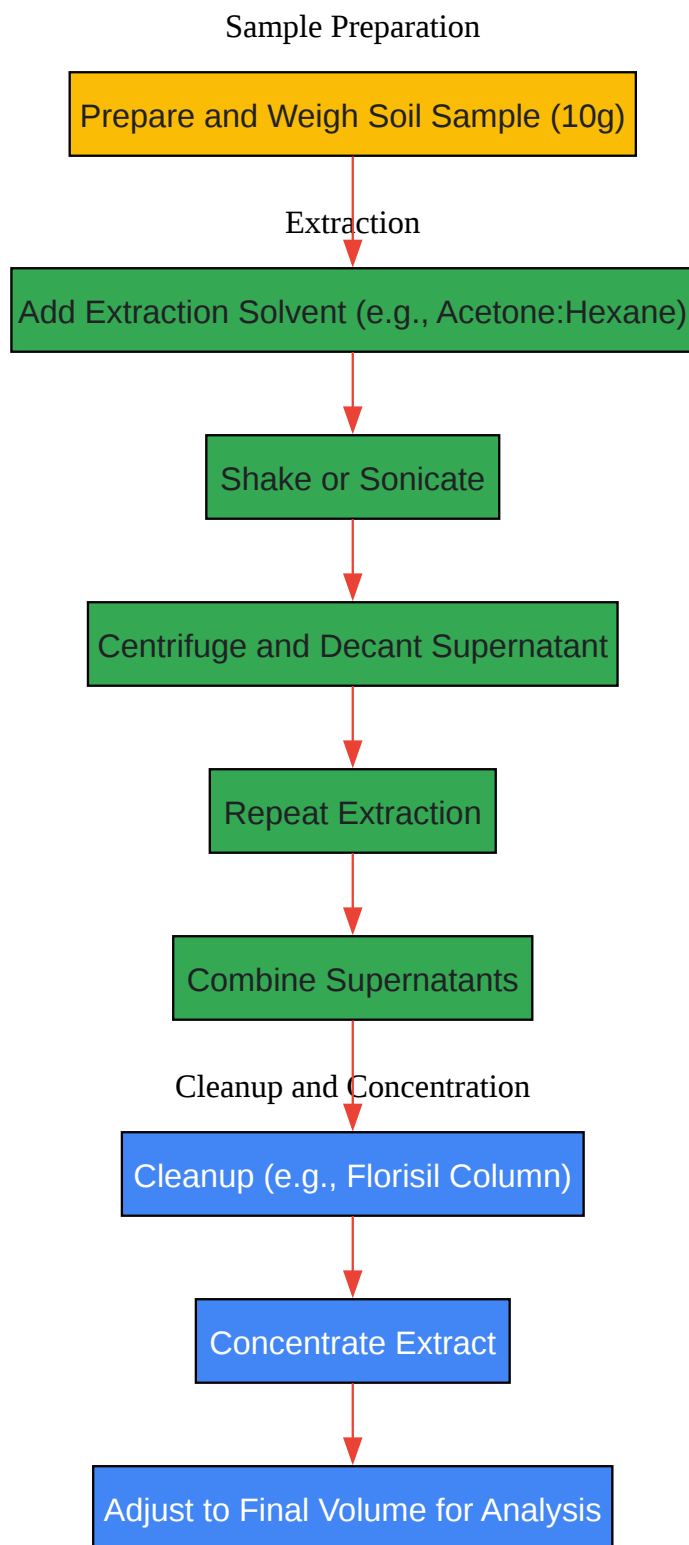 Sample Preparation
Prepare and Weigh Soil Sample (10g)
Extraction
Add Extraction Solvent (e.g., Acetone:Hexane)
Shake or Sonicate
Centrifuge and Decant Supernatant
Repeat Extraction
Combine Supernatants
Cleanup and Concentration
Cleanup (e.g., Florisil Column)
Concentrate Extract
Adjust to Final Volume for Analysis